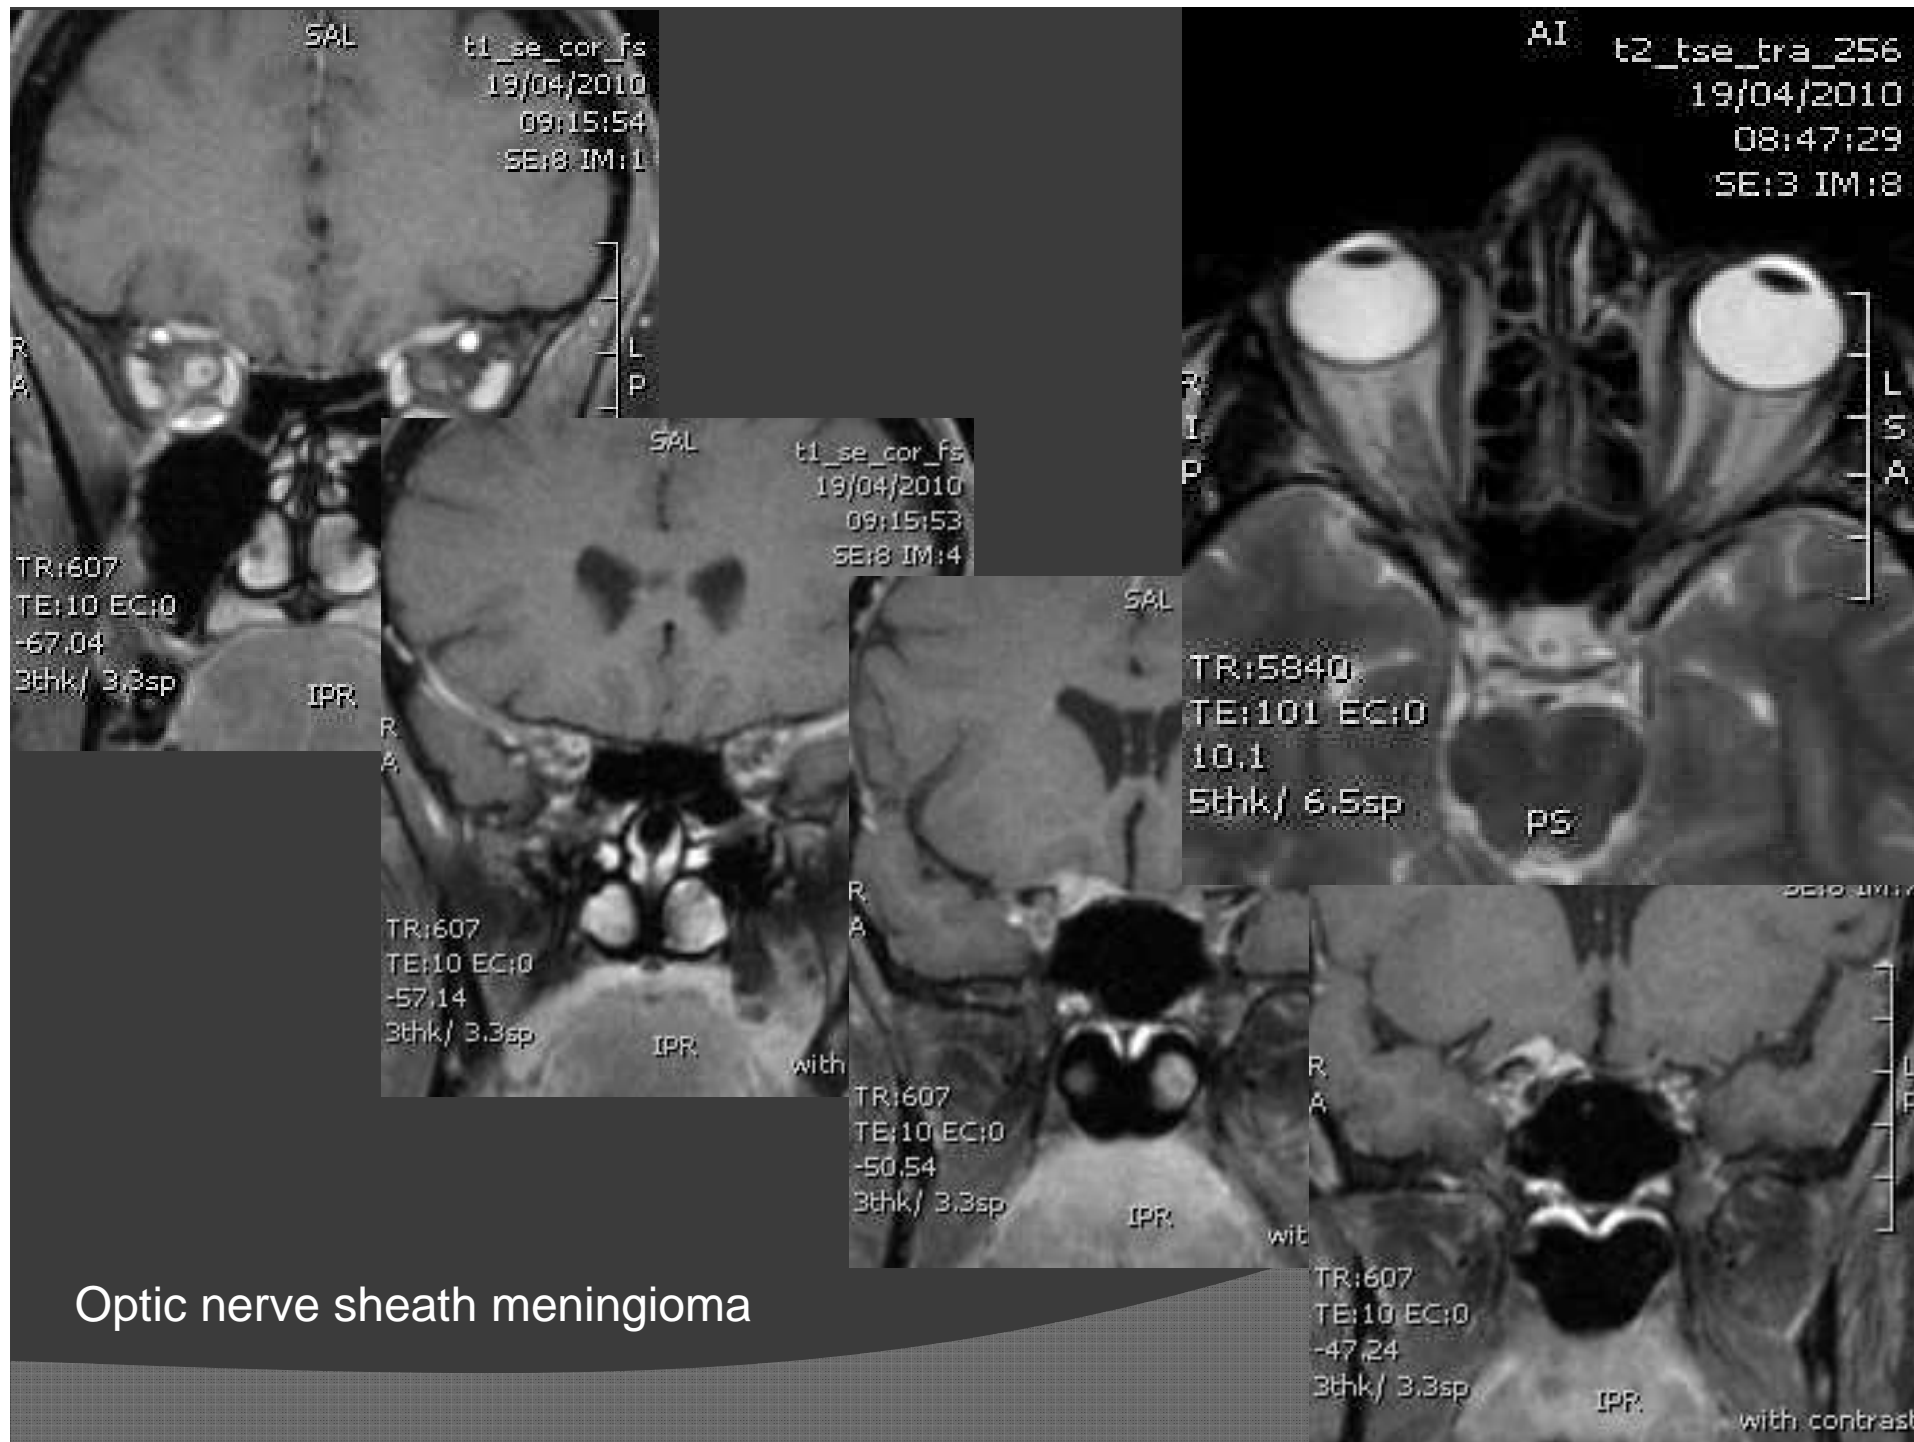 SAL
t1_se_cor_fs
19/04/2010
09:15:54
SE:8 IM:1
R
A
L
P
TR:607
TE:10 EC:0
-67.04
3thk/ 3.3sp
IPR
SAL
t1_se_cor_fs
19/04/2010
09:15:53
SE:8 IM:4
R
A
TR:607
TE:10 EC:0
-57.14
3thk/ 3.3sp
IPR
with
SAL
R
A
TR:607
TE:10 EC:0
-50.54
3thk/ 3.3sp
IPR
wit
AI
t2_tse_tra_256
19/04/2010
08:47:29
SE:3 IM:8
R
I
P
L
S
A
TR:5840
TE:101 EC:0
10.1
5thk/ 6.5sp
PS
R
A
L
P
TR:607
TE:10 EC:0
-47.24
3thk/ 3.3sp
IPR
with contrast
Optic nerve sheath meningioma